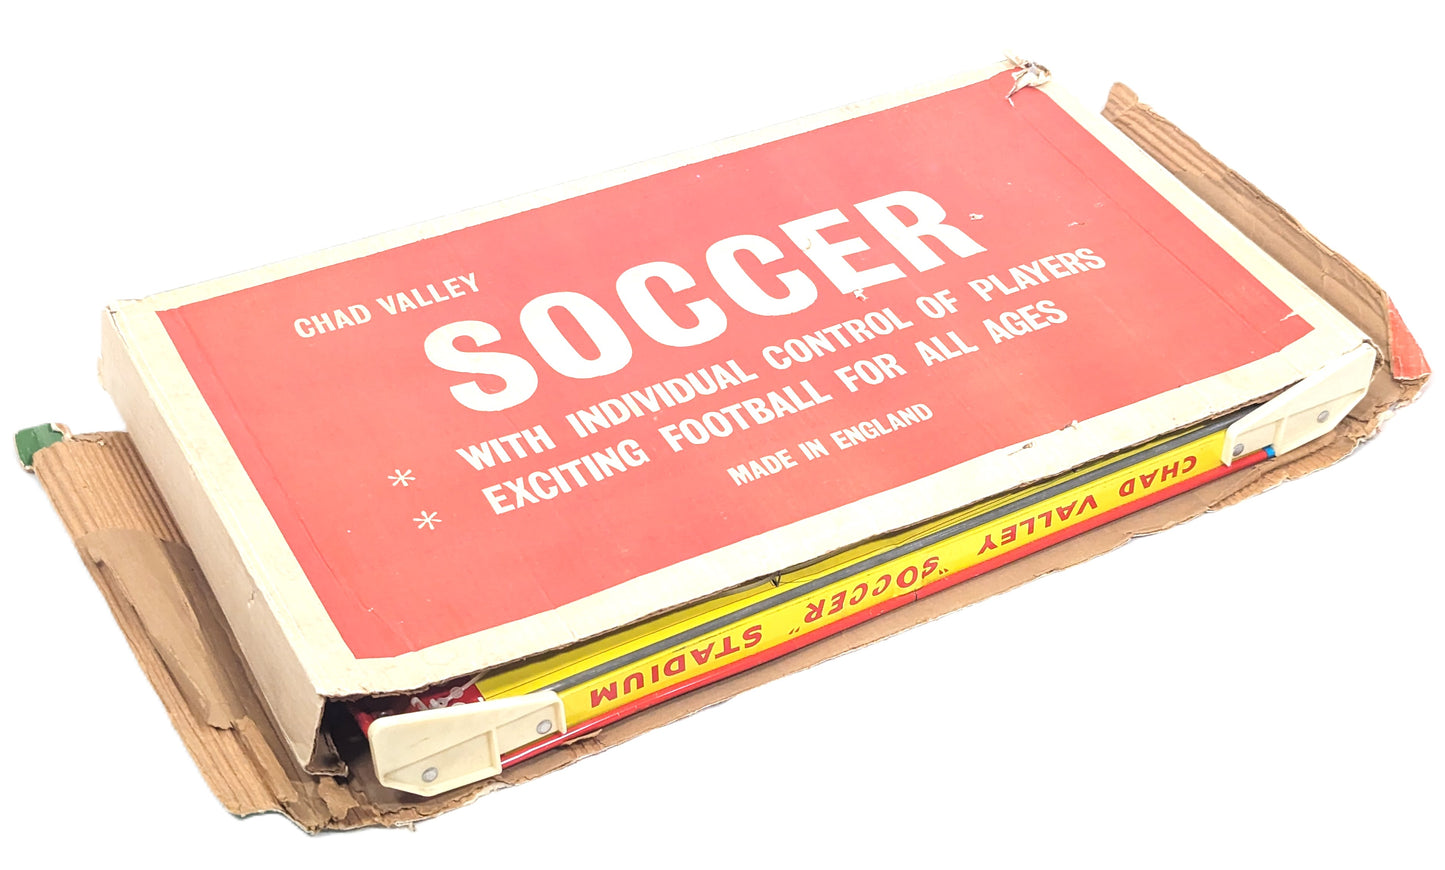 CHAD VALLEY
SOCCER
* WITH INDIVIDUAL CONTROL OF PLAYERS
* EXCITING FOOTBALL FOR ALL AGES
MADE IN ENGLAND
CHAD VALLEY "SOCCER" STADIUM